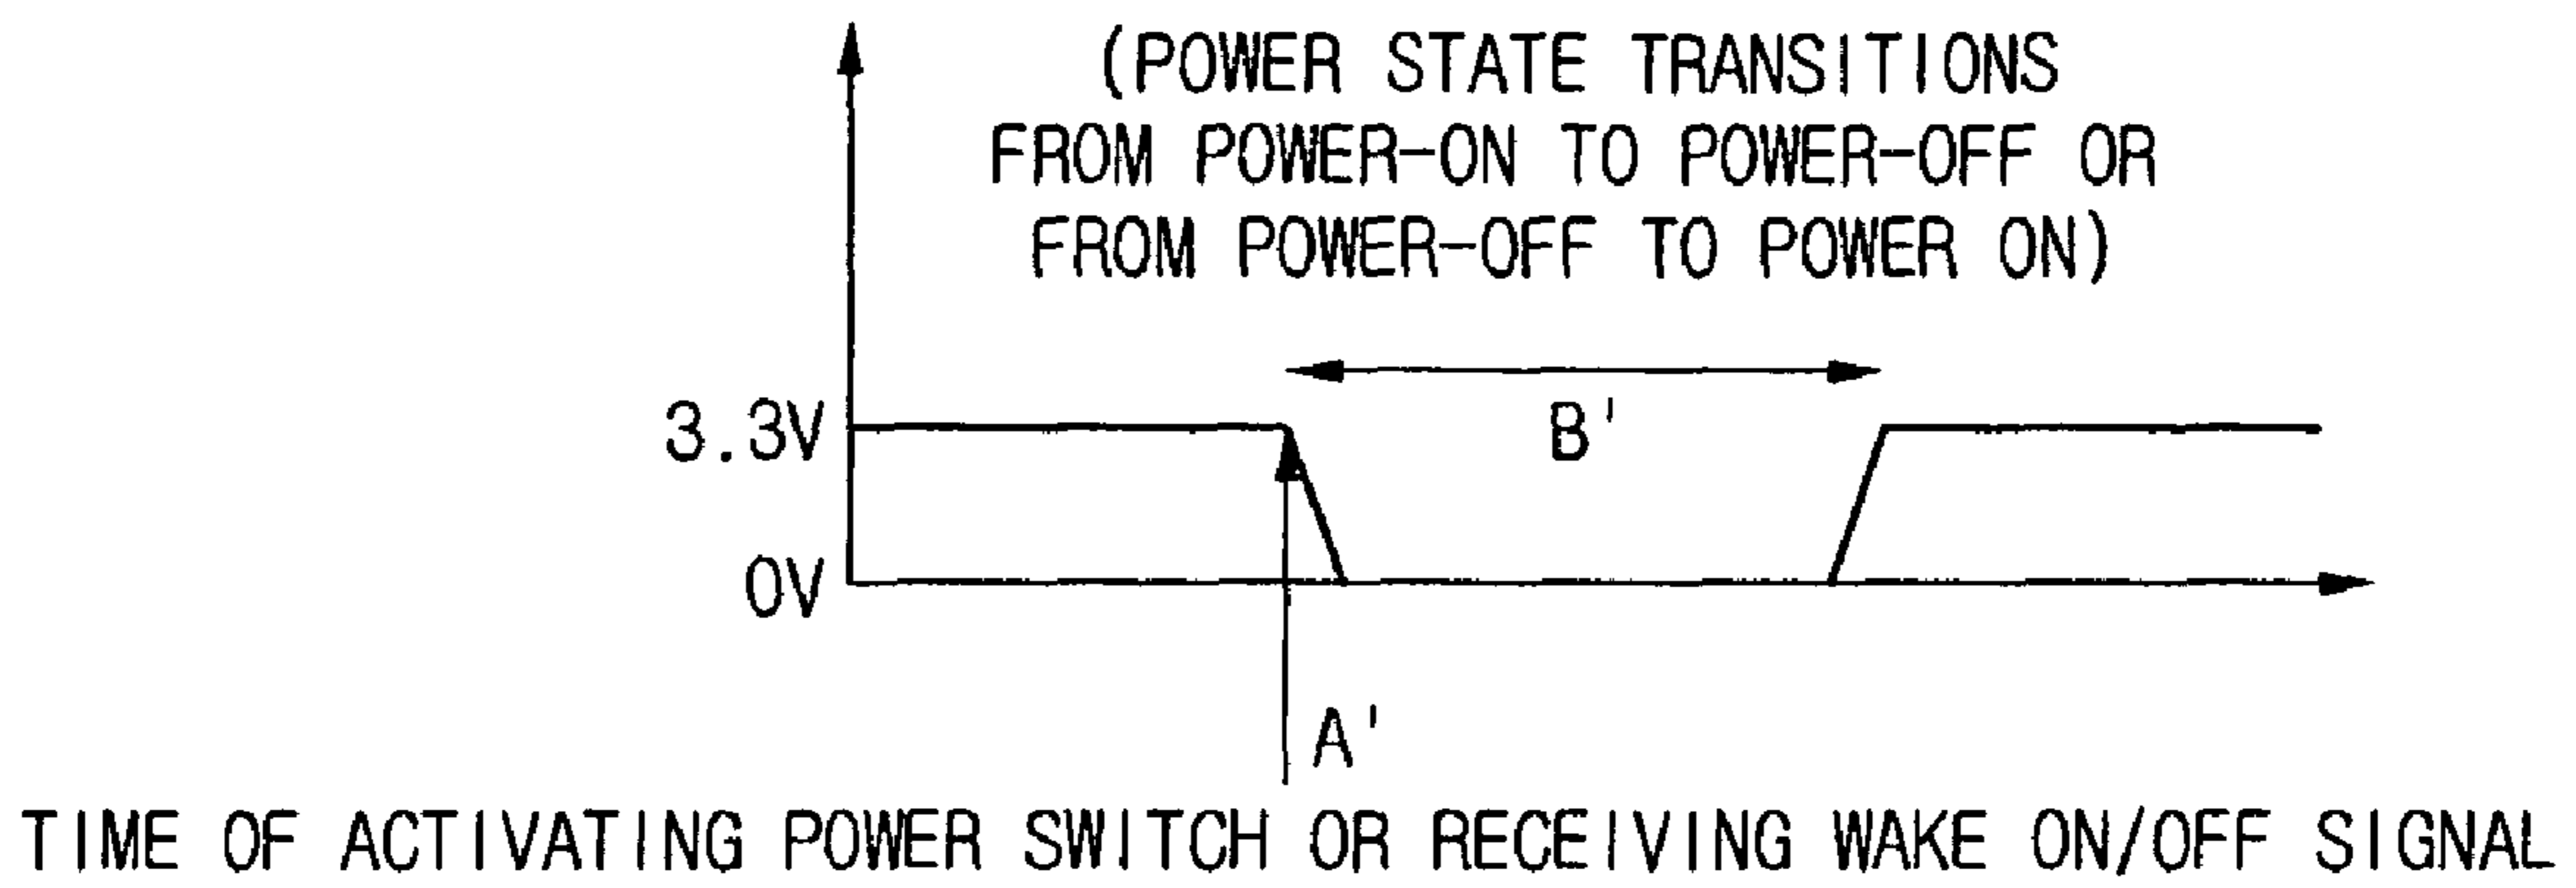 (POWER STATE TRANSITIONS
FROM POWER-ON TO POWER-OFF OR
FROM POWER-OFF TO POWER ON)
3.3V
B'
0V
A'
TIME OF ACTIVATING POWER SWITCH OR RECEIVING WAKE ON/OFF SIGNAL